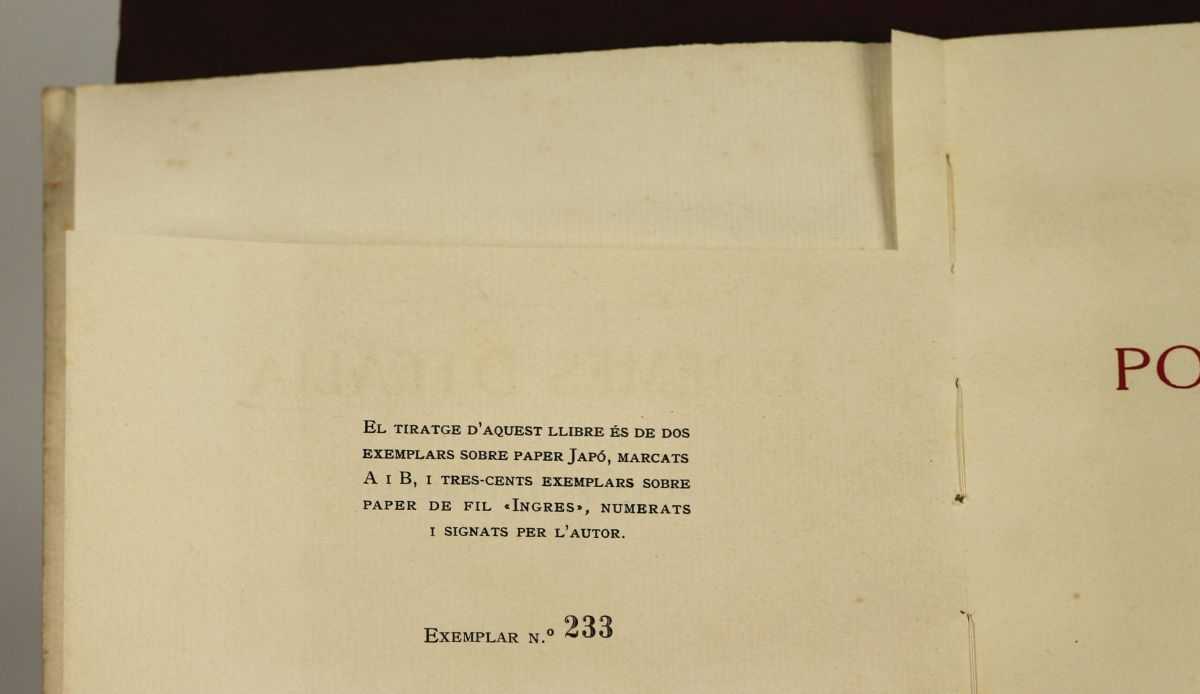 EL TIRATGE D'AQUEST LLIBRE ÉS DE DOS
EXEMPLARS SOBRE PAPER JAPÓ, MARCATS
A I B, I TRES-CENTS EXEMPLARS SOBRE
PAPER DE FIL «INGRES», NUMERATS
I SIGNATS PER L'AUTOR.
EXEMPLAR N.º 233
PO